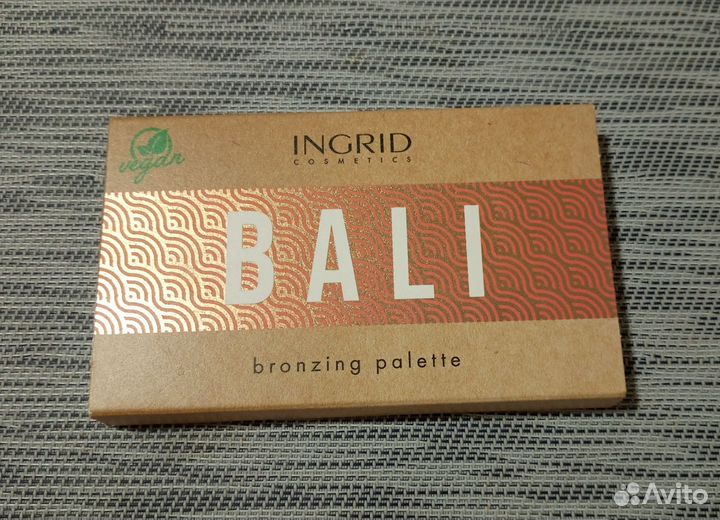 vegan
INGRID
COSMETICS
BALI
bronzing palette
Avito